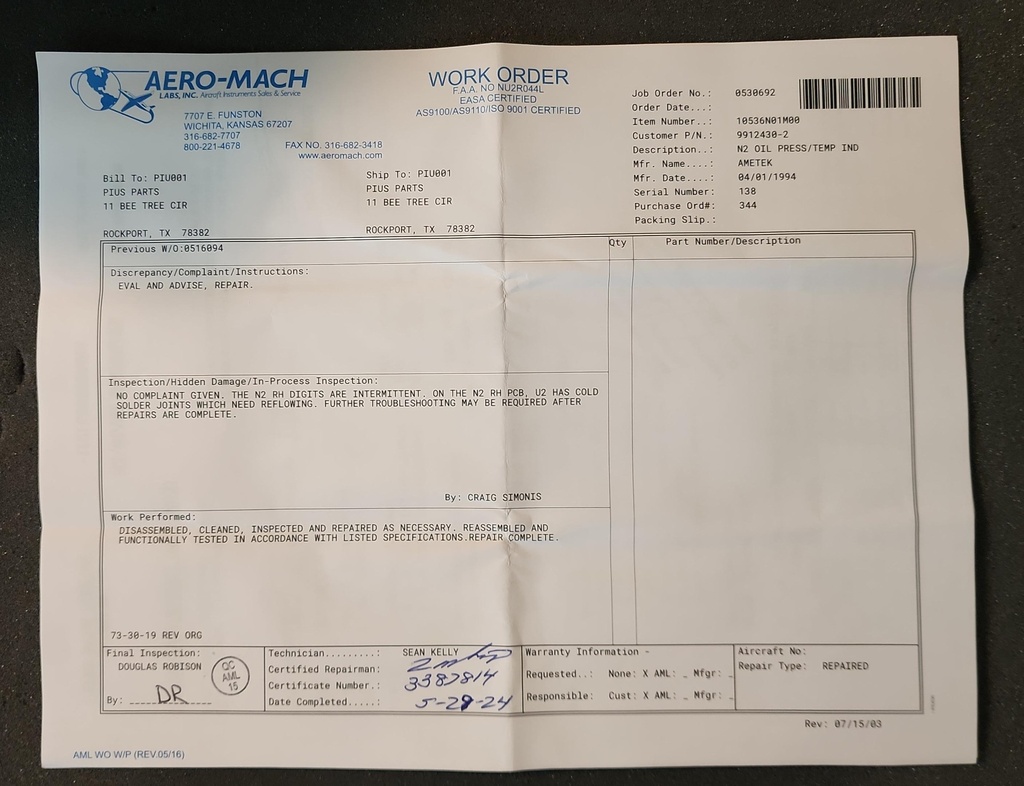 AERO-MACH
LABS, INC. Aircraft Instruments Sales & Service
7707 E. FUNSTON
WICHITA, KANSAS 67207
316-682-7707
800-221-4678
FAX NO. 316-682-3418
www.aeromach.com
WORK ORDER
F.A.A. NO NU2R044L
EASA CERTIFIED
AS9100/AS9110/ISO 9001 CERTIFIED
Job Order No.: 0530692
Order Date...:
Item Number..: 10536N01M00
Customer P/N.: 9912430-2
Description..: N2 OIL PRESS/TEMP IND
Mfr. Name....: AMETEK
Mfr. Date....: 04/01/1994
Serial Number: 138
Purchase Ord#: 344
Packing Slip.:
Bill To: PIU001
PIUS PARTS
11 BEE TREE CIR
ROCKPORT, TX 78382
Ship To: PIU001
PIUS PARTS
11 BEE TREE CIR
ROCKPORT, TX 78382
Previous W/O:0516094
Qty Part Number/Description
Discrepancy/Complaint/Instructions:
EVAL AND ADVISE, REPAIR.
Inspection/Hidden Damage/In-Process Inspection:
NO COMPLAINT GIVEN. THE N2 RH DIGITS ARE INTERMITTENT. ON THE N2 RH PCB, U2 HAS COLD
SOLDER JOINTS WHICH NEED REFLOWING. FURTHER TROUBLESHOOTING MAY BE REQUIRED AFTER
REPAIRS ARE COMPLETE.
By: CRAIG SIMONIS
Work Performed:
DISASSEMBLED, CLEANED, INSPECTED AND REPAIRED AS NECESSARY. REASSEMBLED AND
FUNCTIONALLY TESTED IN ACCORDANCE WITH LISTED SPECIFICATIONS.REPAIR COMPLETE.
73-30-19 REV ORG
Final Inspection:
DOUGLAS ROBISON
QC
AML
15
By: DR
Technician........: SEAN KELLY
Certified Repairman:
Certificate Number.: 3387814
Date Completed.....: 5-29-24
Warranty Information -
Requested..: None: X AML: _ Mfgr: _
Responsible: Cust: X AML: _ Mfgr: _
Aircraft No:
Repair Type: REPAIRED
Rev: 07/15/03
AML WO W/P (REV.05/16)